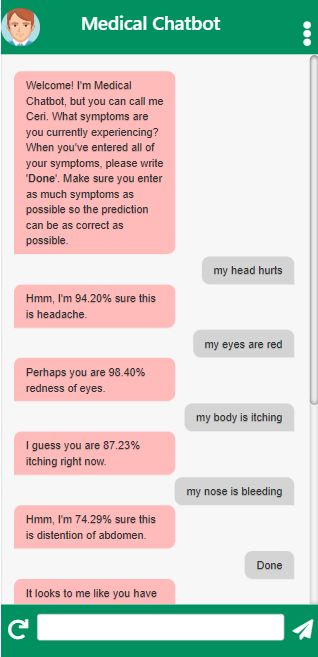 Medical Chatbot
Welcome! I'm Medical
Chatbot, but you can call me
Ceri. What symptoms are
you currently experiencing?
When you've entered all of
your symptoms, please write
'Done'. Make sure you enter
as much symptoms as
possible so the prediction
can be as correct as
possible.
my head hurts
Hmm, I'm 94.20% sure this
is headache.
my eyes are red
Perhaps you are 98.40%
redness of eyes.
my body is itching
I guess you are 87.23%
itching right now.
my nose is bleeding
Hmm, I'm 74.29% sure this
is distention of abdomen.
Done
It looks to me like you have